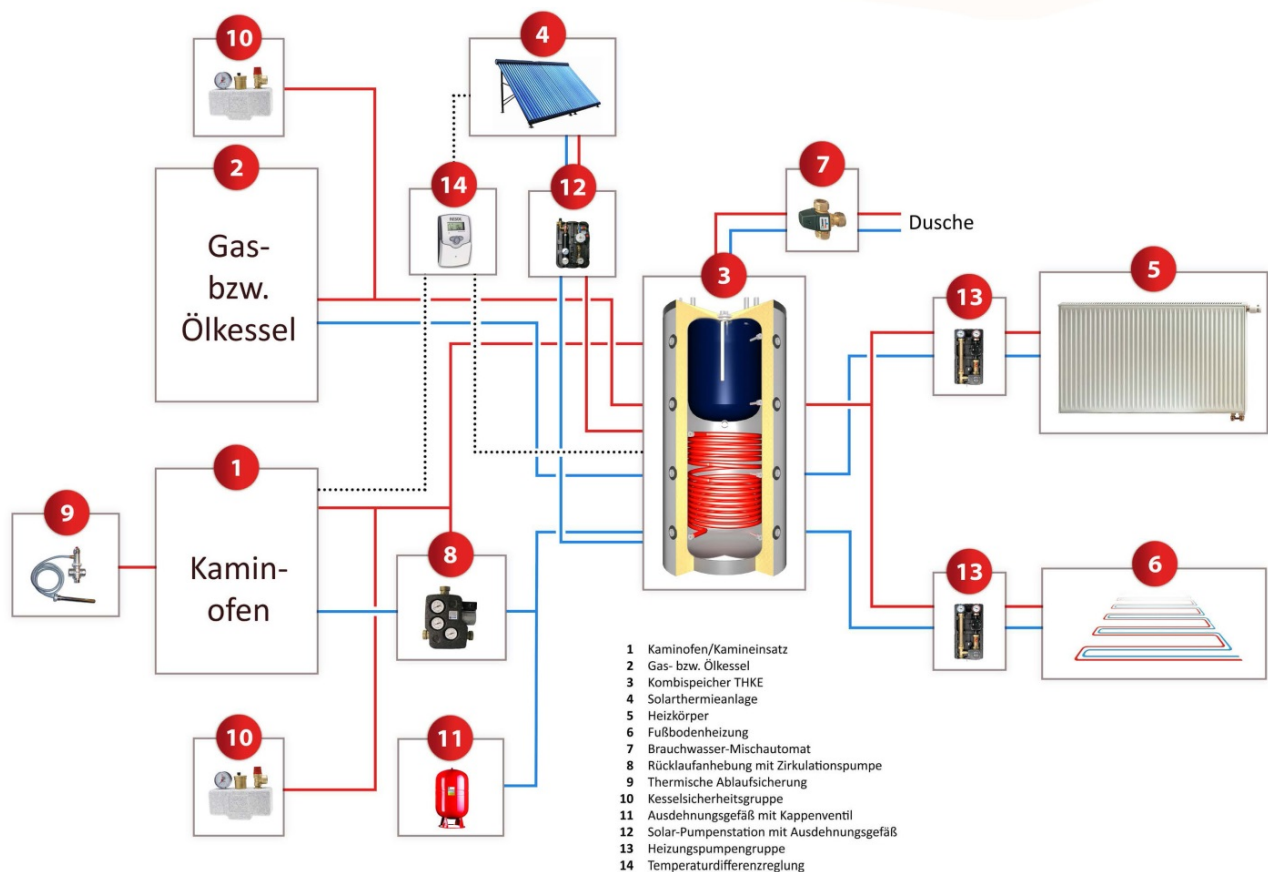 10
4
2
14
12
7
Gas-
bzw.
Ölkessel
Dusche
3
13
5
1
9
Kamin-
ofen
8
13
6
10
11
1 Kaminofen/Kamineinsatz
2 Gas- bzw. Ölkessel
3 Kombispeicher THKE
4 Solarthermieanlage
5 Heizkörper
6 Fußbodenheizung
7 Brauchwasser-Mischautomat
8 Rücklaufanhebung mit Zirkulationspumpe
9 Thermische Ablaufsicherung
10 Kesselsicherheitsgruppe
11 Ausdehnungsgefäß mit Kappenventil
12 Solar-Pumpenstation mit Ausdehnungsgefäß
13 Heizungspumpengruppe
14 Temperaturdifferenzreglung